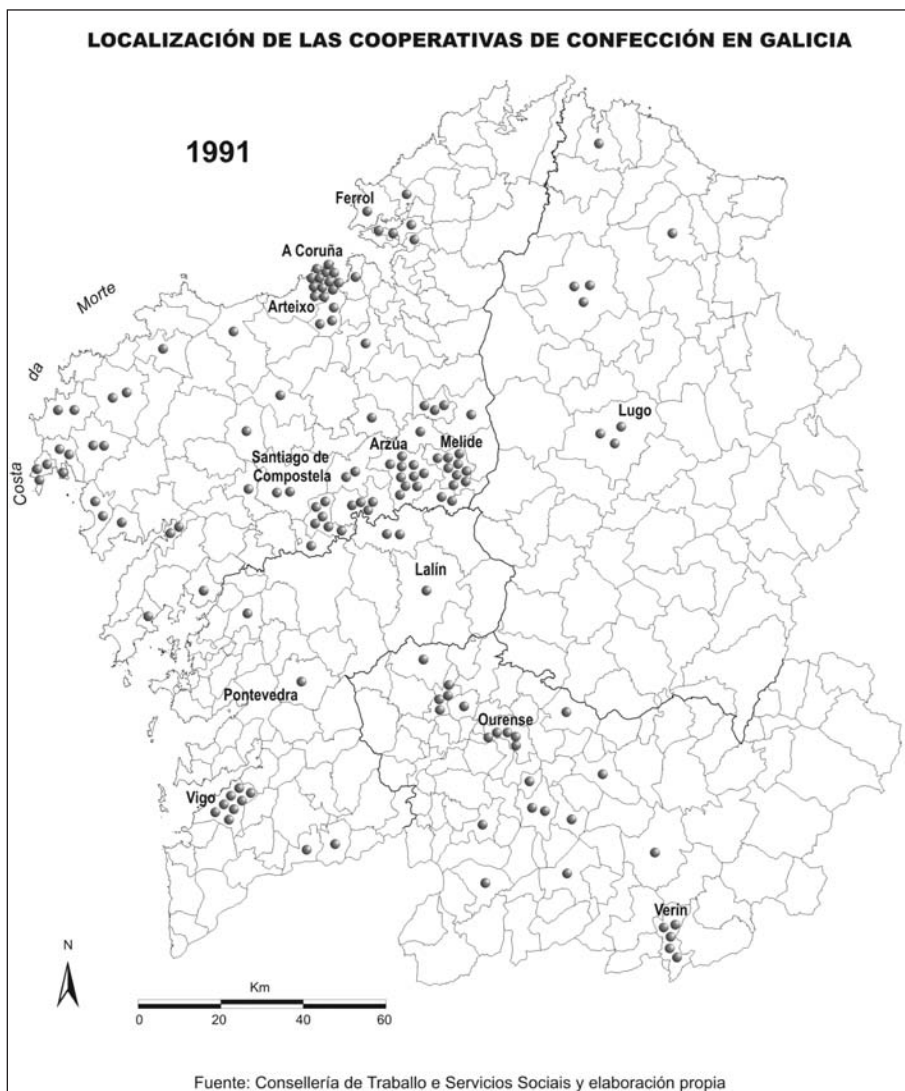 LOCALIZACIÓN DE LAS COOPERATIVAS DE CONFECCIÓN EN GALICIA
1991
Ferrol
A Coruña
Arteixo
Costa da Morte
Lugo
Arzúa
Melide
Santiago de
Compostela
Lalín
Pontevedra
Ourense
Vigo
Verín
N
Km
0 20 40 60
Fuente: Consellería de Traballo e Servicios Sociais y elaboración propia